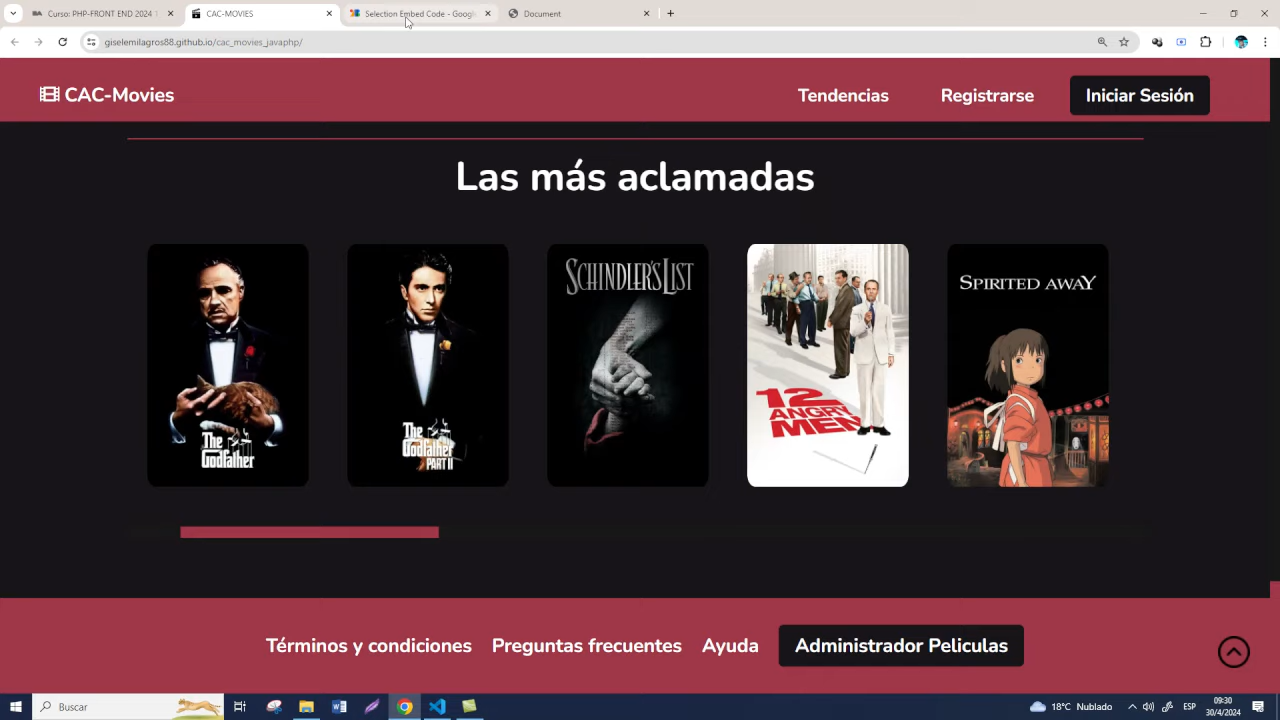 Curso: PHP-FRONT END 2024 1
CAC-MOVIES
Selection Embed Code - Google
Document
giselemilagros88.github.io/cac_movies_javaphp/
CAC-Movies
Tendencias
Registrarse
Iniciar Sesión
Las más aclamadas
The Godfather
The Godfather PART II
SCHINDLER'S LIST
12 ANGRY MEN
SPIRITED AWAY
Términos y condiciones
Preguntas frecuentes
Ayuda
Administrador Peliculas
Buscar
18°C Nublado
ESP
09:30
30/4/2024